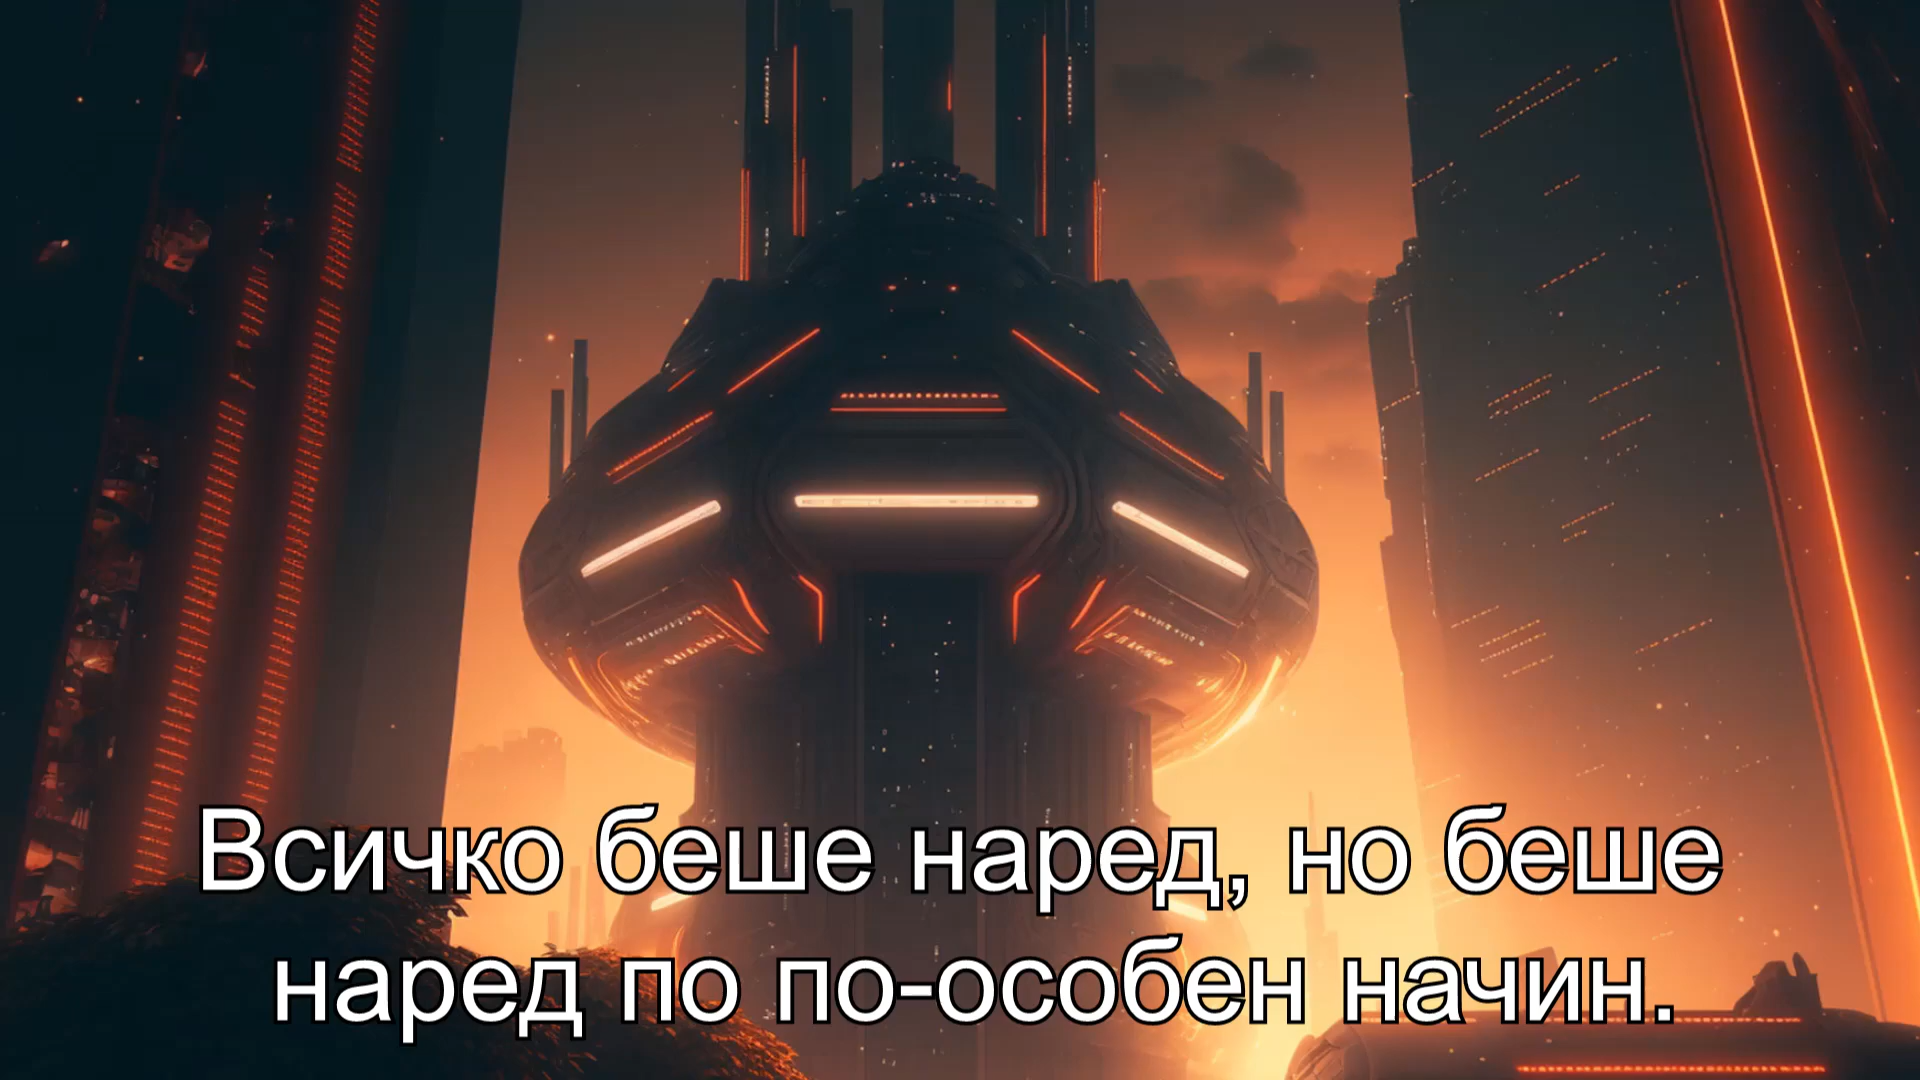 Всичко беше наред, но беше
наред по по-особен начин.